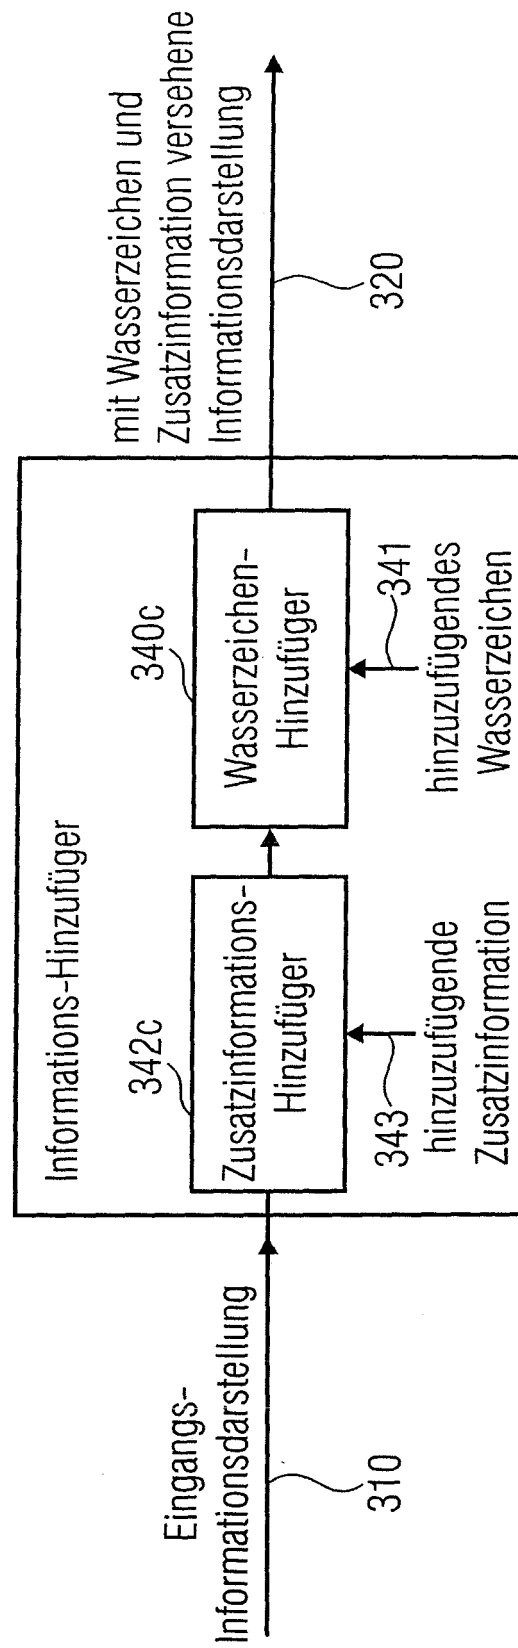 Eingangs-
Informationsdarstellung
310
Informations-Hinzufüger
342c
Zusatzinformations-
Hinzufüger
343
hinzuzufügende
Zusatzinformation
340c
Wasserzeichen-
Hinzufüger
341
hinzuzufügendes
Wasserzeichen
mit Wasserzeichen und
Zusatzinformation versehene
Informationsdarstellung
320